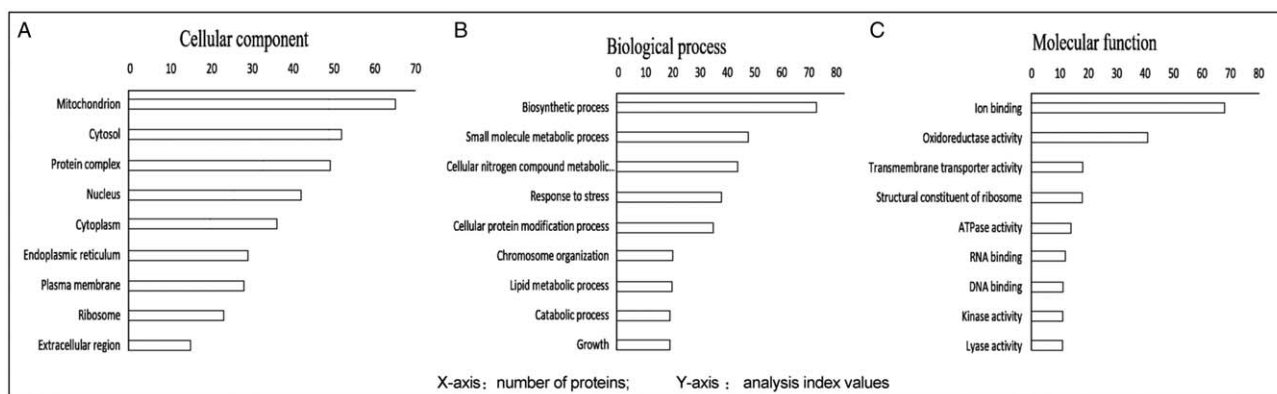 A
Cellular component
0 10 20 30 40 50 60 70
Mitochondrion
Cytosol
Protein complex
Nucleus
Cytoplasm
Endoplasmic reticulum
Plasma membrane
Ribosome
Extracellular region
B
Biological process
0 10 20 30 40 50 60 70 80
Biosynthetic process
Small molecule metabolic process
Cellular nitrogen compound metabolic...
Response to stress
Cellular protein modification process
Chromosome organization
Lipid metabolic process
Catabolic process
Growth
C
Molecular function
0 10 20 30 40 50 60 70 80
Ion binding
Oxidoreductase activity
Transmembrane transporter activity
Structural constituent of ribosome
ATPase activity
RNA binding
DNA binding
Kinase activity
Lyase activity
X-axis：number of proteins; Y-axis：analysis index values